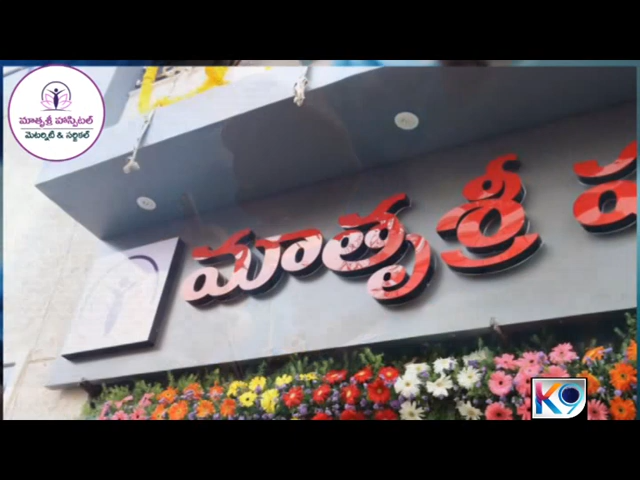 మాతృశ్రీ హాస్పిటల్
మెటర్నిటీ & సర్జికల్
మాతృశ్రీ
K9